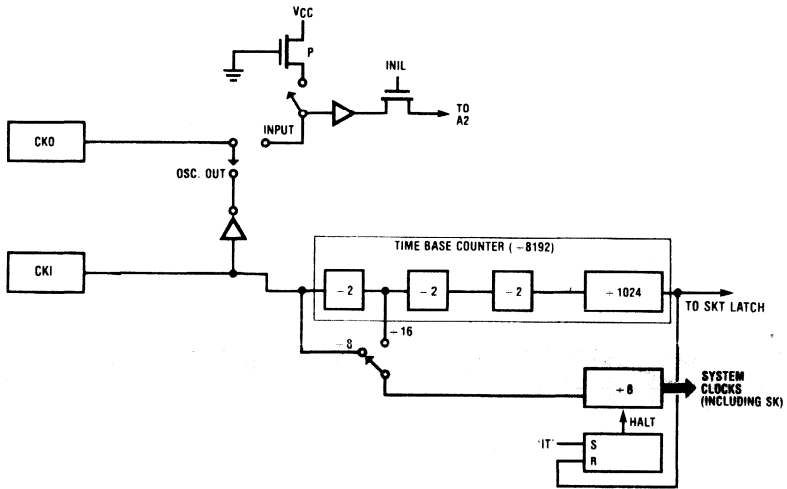 VCC
P
INIL
TO
A2
INPUT
CKO
OSC. OUT
CKI
TIME BASE COUNTER (÷8192)
÷2
÷2
÷2
÷1024
TO SKT LATCH
÷16
÷8
÷8
SYSTEM
CLOCKS
(INCLUDING SK)
HALT
'IT'
S
R